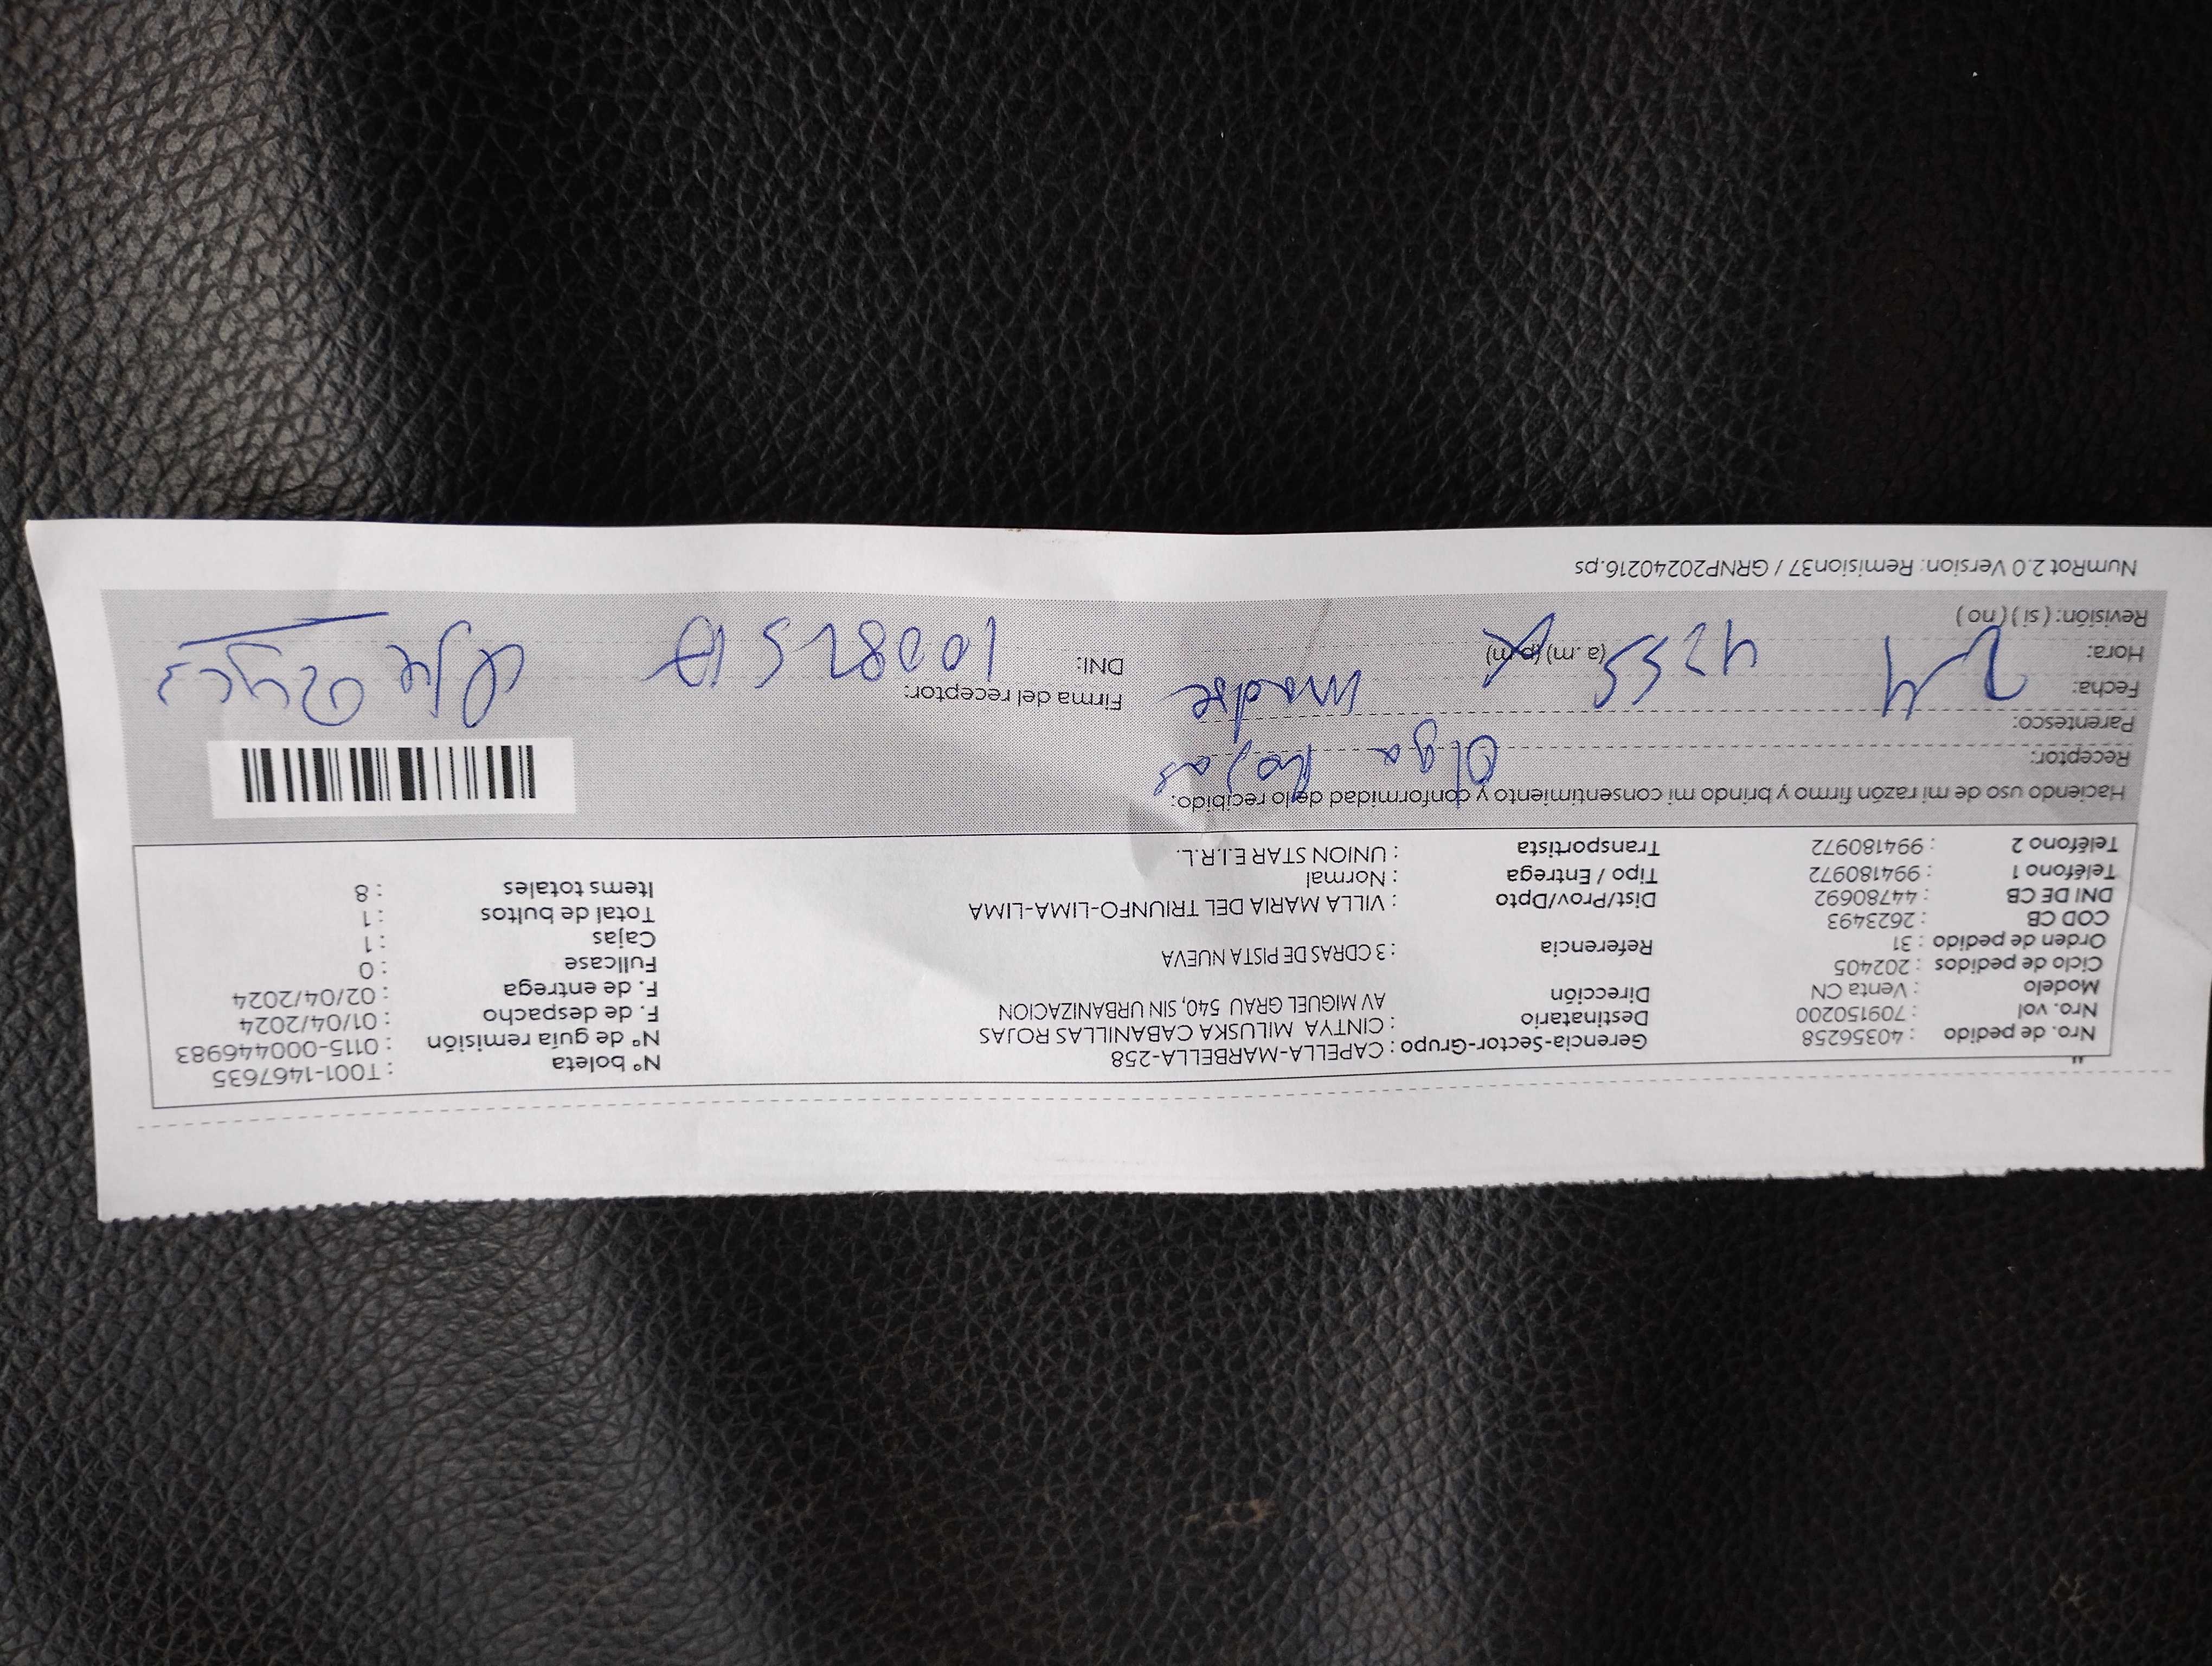 Nro. de pedido : 40356258 Gerencia-Sector-Grupo : CAPELLA-MARBELLA-258 N° boleta : T001-1467635
Nro. vol : 709150200 Destinatario : CINTYA MILUSKA CABANILLAS ROJAS N° de guía remisión : 0115-000446983
Modelo : Venta CN Dirección AV MIGUEL GRAU 540, SIN URBANIZACION F. de despacho : 01/04/2024
Ciclo de pedidos : 202405 F. de entrega : 02/04/2024
Orden de pedido : 31 Referencia : 3 CDRAS DE PISTA NUEVA Fullcase : 0
COD CB : 2623493 Cajas : 1
DNI DE CB : 44780692 Dist/Prov/Dpto : VILLA MARIA DEL TRIUNFO-LIMA-LIMA Total de bultos : 1
Teléfono 1 : 994180972 Tipo / Entrega : Normal Items totales : 8
Teléfono 2 : 994180972 Transportista : UNION STAR E.I.R.L.
Haciendo uso de mi razón firmo y brindo mi consentimiento y conformidad de lo recibido:
Receptor: Olga Rojas
Parentesco: madre
Fecha: 2 4 Firma del receptor:
Hora: 4255 (a.m) (p.m) DNI:
Revisión: ( si ) ( no )
NumRot 2.0 Version: Remision37 / GRNP20240216.ps